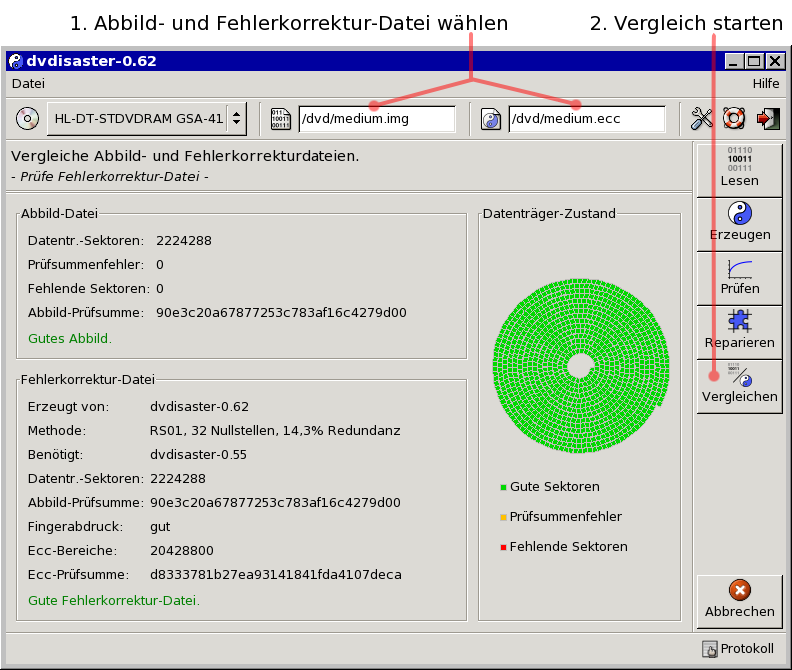 1. Abbild- und Fehlerkorrektur-Datei wählen
2. Vergleich starten
dvdisaster-0.62
Datei
Hilfe
HL-DT-STDVDRAM GSA-41
/dvd/medium.img
/dvd/medium.ecc
Vergleiche Abbild- und Fehlerkorrekturdateien.
- Prüfe Fehlerkorrektur-Datei -
Abbild-Datei
Datentr.-Sektoren: 2224288
Prüfsummenfehler: 0
Fehlende Sektoren: 0
Abbild-Prüfsumme: 90e3c20a67877253c783af16c4279d00
Gutes Abbild.
Fehlerkorrektur-Datei
Erzeugt von: dvdisaster-0.62
Methode: RS01, 32 Nullstellen, 14,3% Redundanz
Benötigt: dvdisaster-0.55
Datentr.-Sektoren: 2224288
Abbild-Prüfsumme: 90e3c20a67877253c783af16c4279d00
Fingerabdruck: gut
Ecc-Bereiche: 20428800
Ecc-Prüfsumme: d8333781b27ea93141841fda4107deca
Gute Fehlerkorrektur-Datei.
Datenträger-Zustand
Gute Sektoren
Prüfsummenfehler
Fehlende Sektoren
01110
10011
00111
Lesen
Erzeugen
Prüfen
Reparieren
Vergleichen
Abbrechen
Protokoll